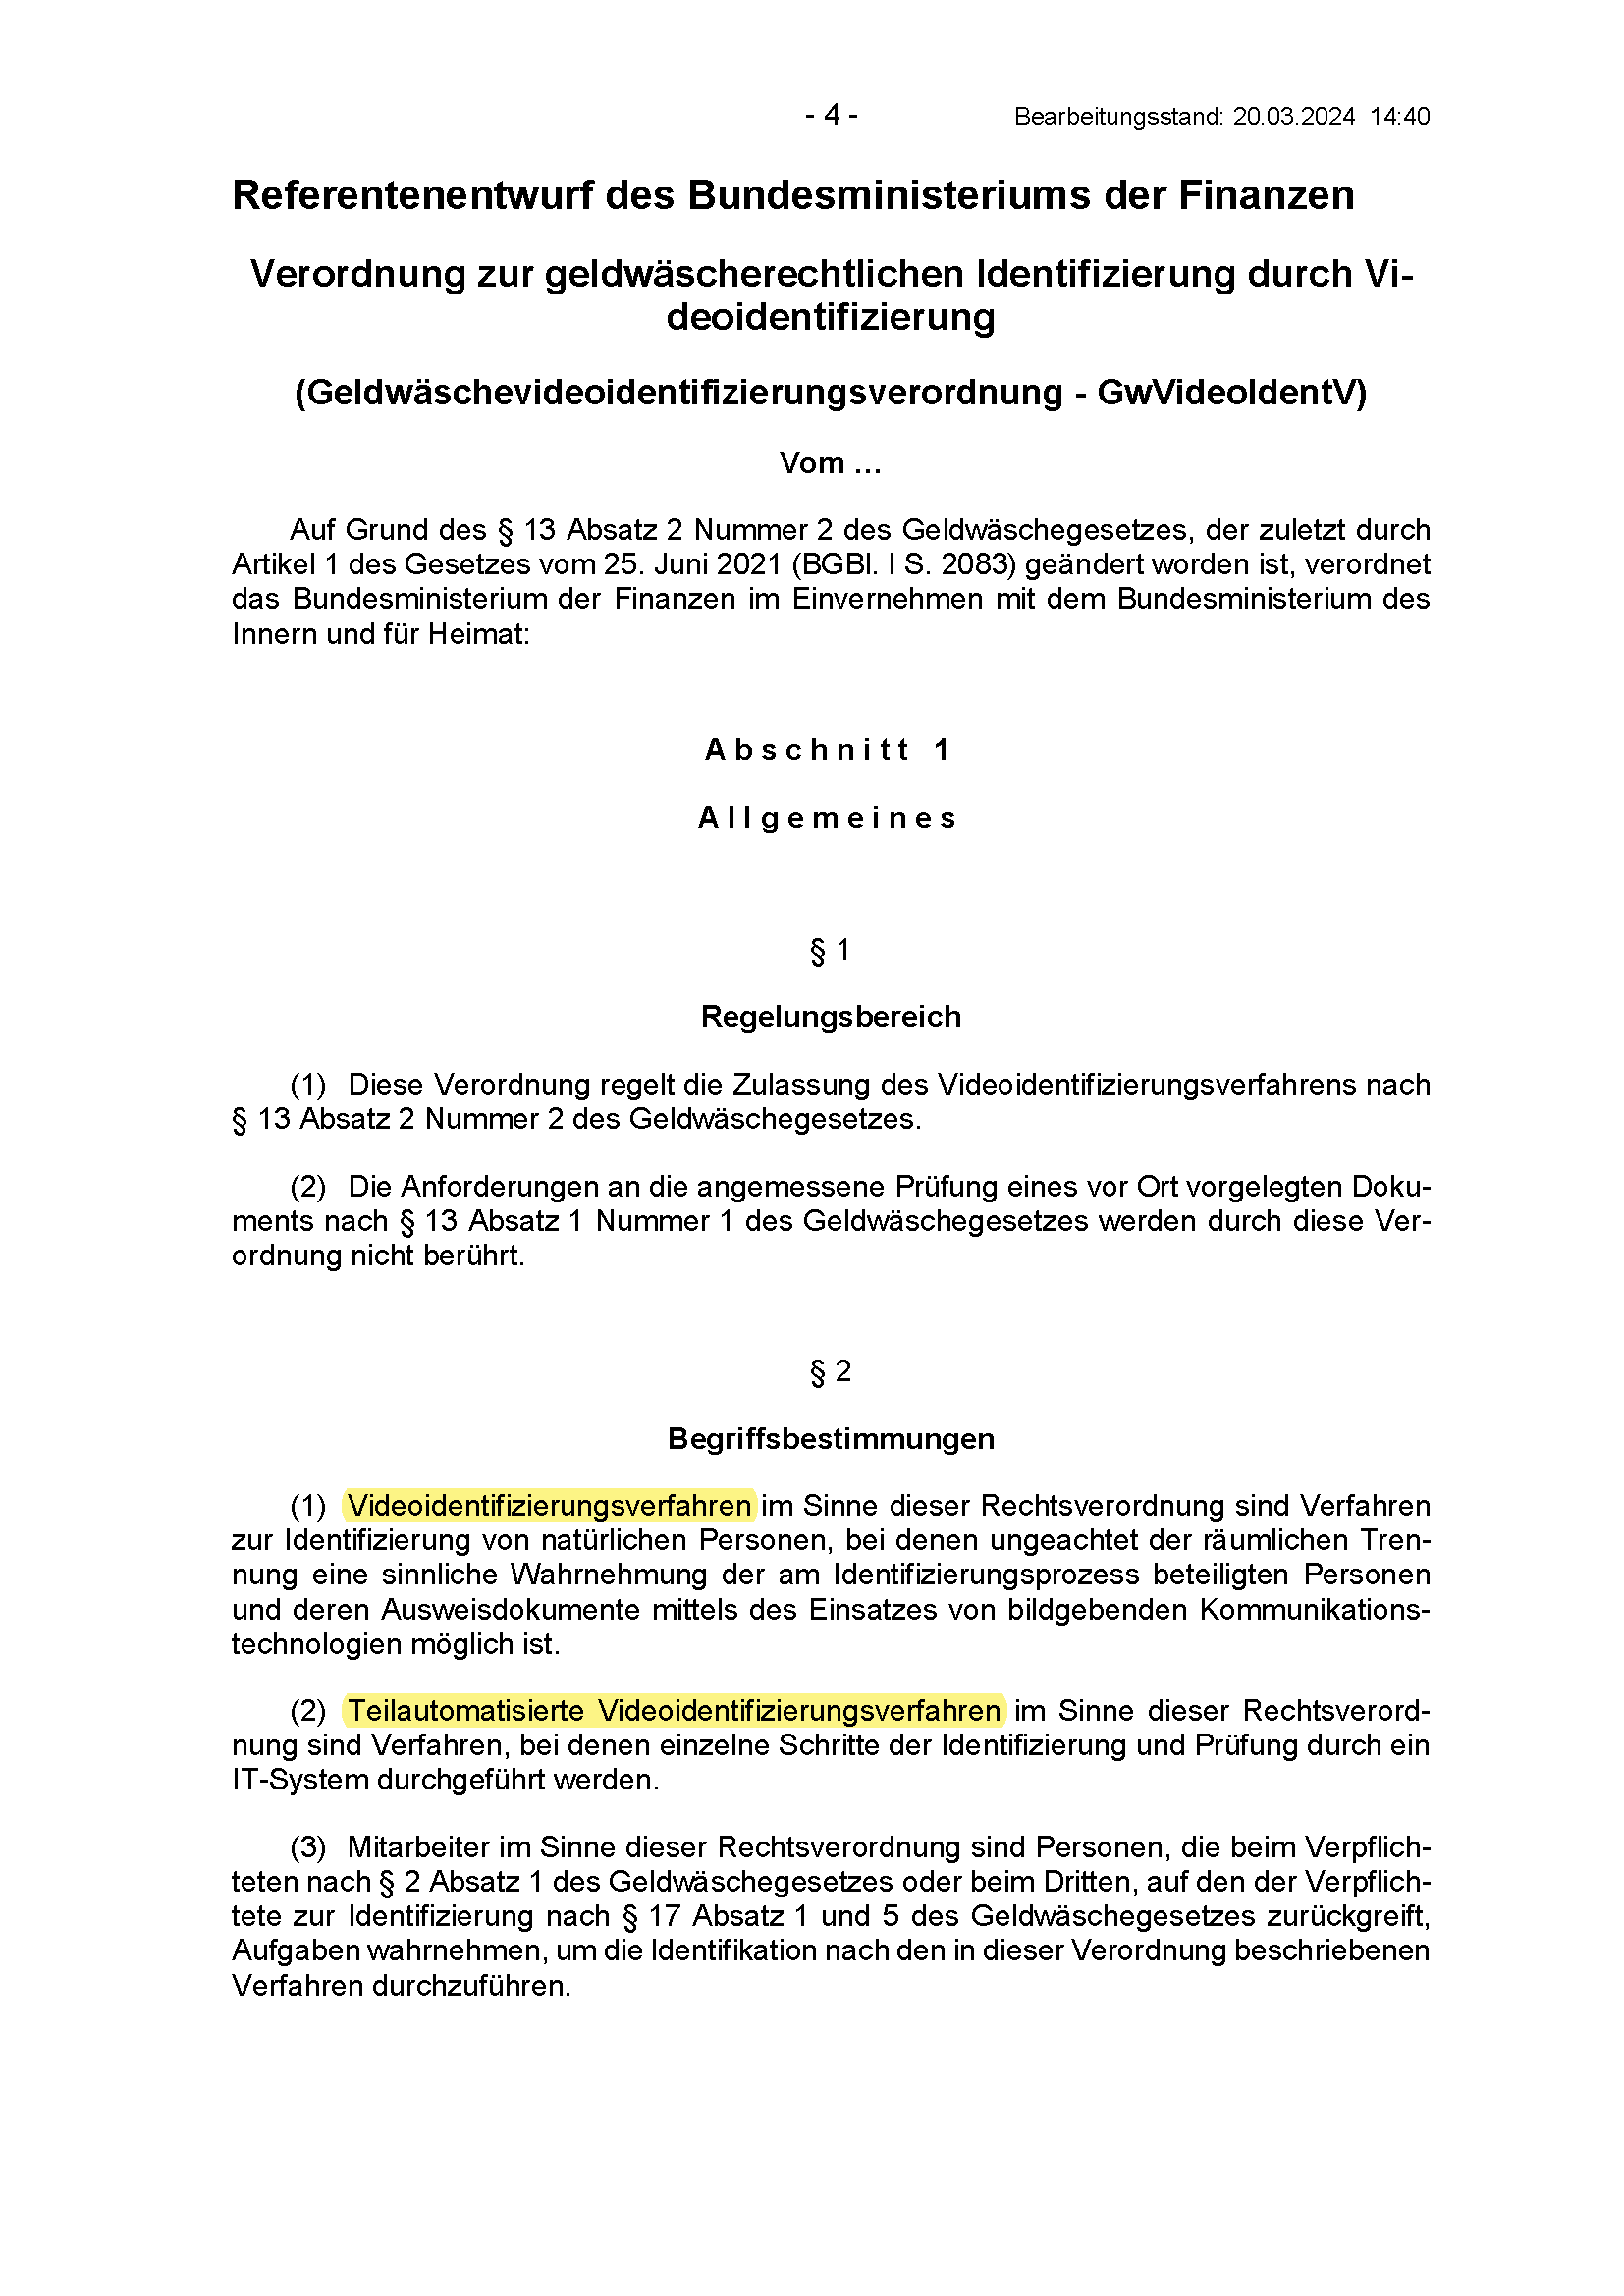 - 4 -
Bearbeitungsstand: 20.03.2024 14:40
Referentenentwurf des Bundesministeriums der Finanzen
Verordnung zur geldwäscherechtlichen Identifizierung durch Vi-
deoidentifizierung
(Geldwäschevideoidentifizierungsverordnung - GwVideoIdentV)
Vom ...
Auf Grund des § 13 Absatz 2 Nummer 2 des Geldwäschegesetzes, der zuletzt durch
Artikel 1 des Gesetzes vom 25. Juni 2021 (BGBl. I S. 2083) geändert worden ist, verordnet
das Bundesministerium der Finanzen im Einvernehmen mit dem Bundesministerium des
Innern und für Heimat:
Abschnitt 1
Allgemeines
§ 1
Regelungsbereich
(1) Diese Verordnung regelt die Zulassung des Videoidentifizierungsverfahrens nach
§ 13 Absatz 2 Nummer 2 des Geldwäschegesetzes.
(2) Die Anforderungen an die angemessene Prüfung eines vor Ort vorgelegten Doku-
ments nach § 13 Absatz 1 Nummer 1 des Geldwäschegesetzes werden durch diese Ver-
ordnung nicht berührt.
§ 2
Begriffsbestimmungen
(1) Videoidentifizierungsverfahren im Sinne dieser Rechtsverordnung sind Verfahren
zur Identifizierung von natürlichen Personen, bei denen ungeachtet der räumlichen Tren-
nung eine sinnliche Wahrnehmung der am Identifizierungsprozess beteiligten Personen
und deren Ausweisdokumente mittels des Einsatzes von bildgebenden Kommunikations-
technologien möglich ist.
(2) Teilautomatisierte Videoidentifizierungsverfahren im Sinne dieser Rechtsverord-
nung sind Verfahren, bei denen einzelne Schritte der Identifizierung und Prüfung durch ein
IT-System durchgeführt werden.
(3) Mitarbeiter im Sinne dieser Rechtsverordnung sind Personen, die beim Verpflich-
teten nach § 2 Absatz 1 des Geldwäschegesetzes oder beim Dritten, auf den der Verpflich-
tete zur Identifizierung nach § 17 Absatz 1 und 5 des Geldwäschegesetzes zurückgreift,
Aufgaben wahrnehmen, um die Identifikation nach den in dieser Verordnung beschriebenen
Verfahren durchzuführen.